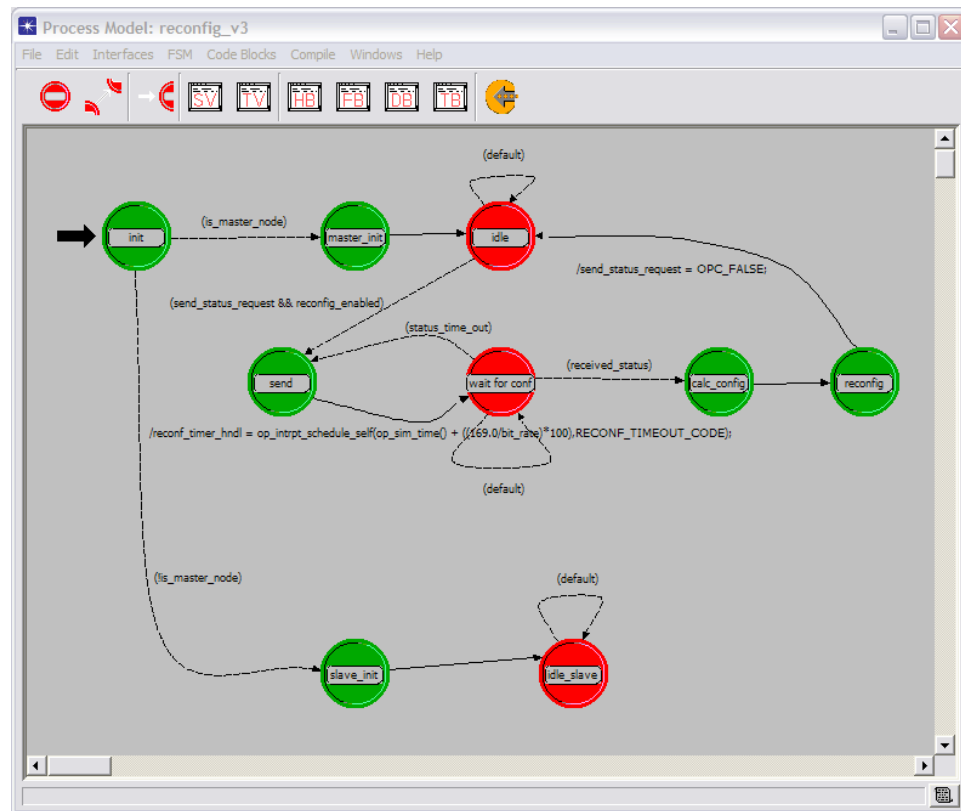 Process Model: reconfig_v3
File Edit Interfaces FSM Code Blocks Compile Windows Help
SV TV HB FB DB TB
(default)
(is_master_node)
init
master_init
idle
/send_status_request = OPC_FALSE;
(send_status_request && reconfig_enabled)
(status_time_out)
(received_status)
send
wait for conf
calc_config
reconfig
/reconf_timer_hndl = op_intrpt_schedule_self(op_sim_time() + ((169.0/bit_rate)*100),RECONF_TIMEOUT_CODE);
(default)
(!is_master_node)
(default)
slave_init
idle_slave